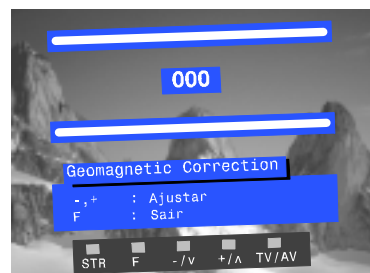 000
Geomagnetic Correction
-,+ : Ajustar
F : Sair
STR F -/v +/ʌ TV/AV